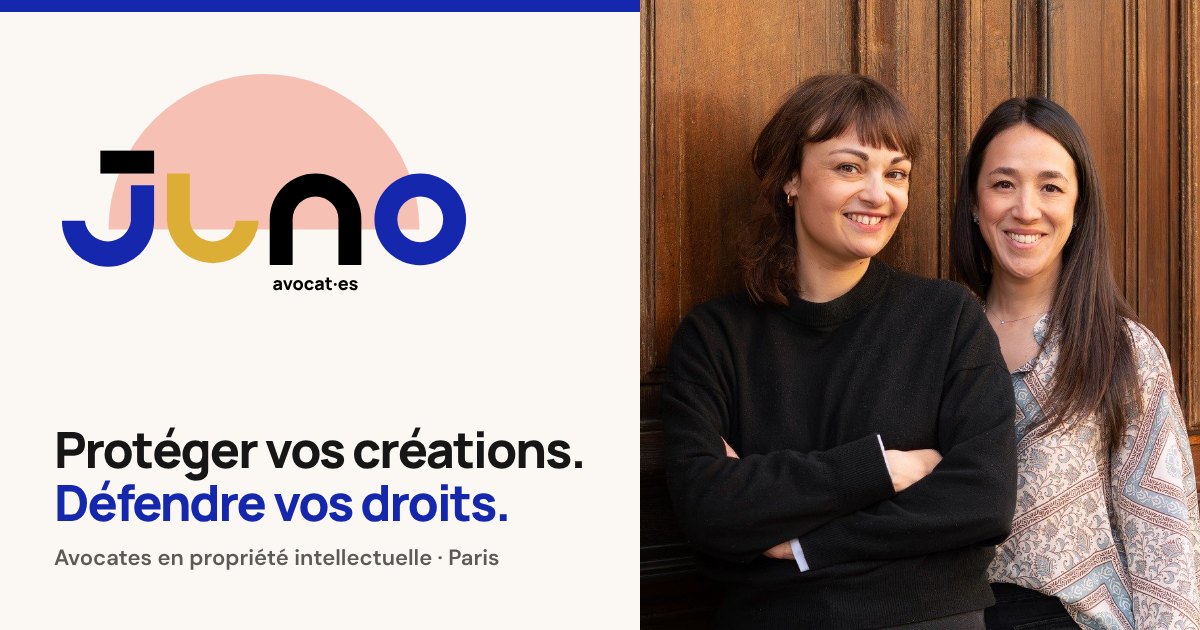 JUNO
avocat·es
Protéger vos créations.
Défendre vos droits.
Avocates en propriété intellectuelle · Paris